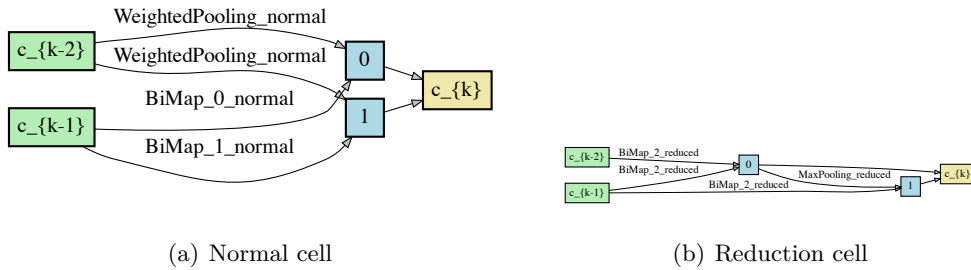 WeightedPooling_normal
c_{k-2}
WeightedPooling_normal
0
c_{k}
BiMap_0_normal
1
c_{k-1}
BiMap_1_normal
(a) Normal cell
c_{k-2}
BiMap_2_reduced
0
BiMap_2_reduced
MaxPooling_reduced
c_{k}
c_{k-1}
BiMap_2_reduced
1
(b) Reduction cell